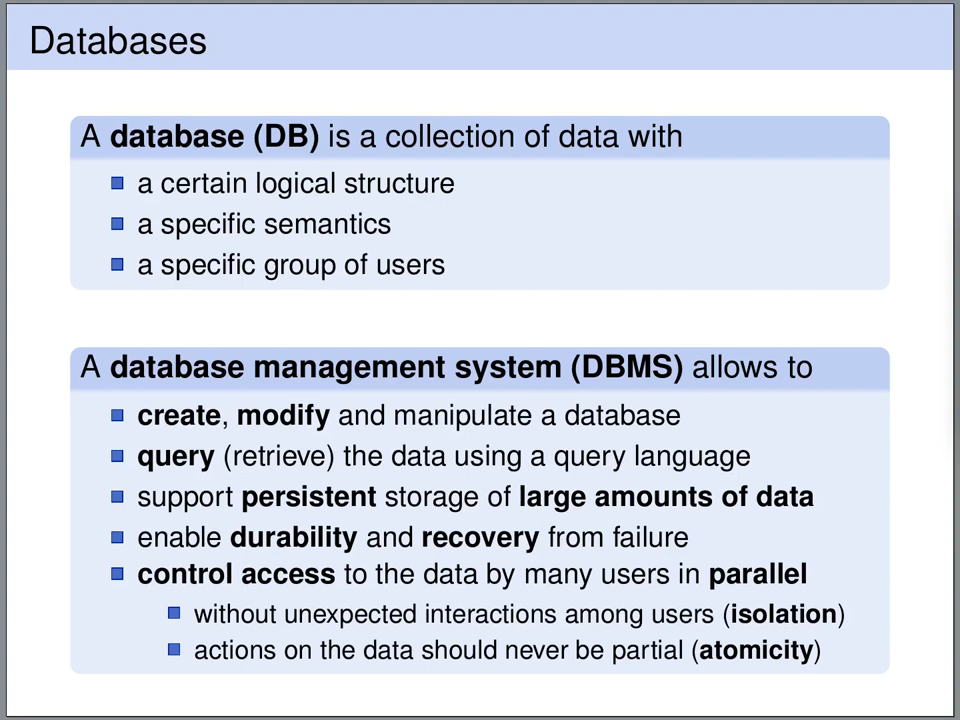 Databases
A database (DB) is a collection of data with
a certain logical structure
a specific semantics
a specific group of users
A database management system (DBMS) allows to
create, modify and manipulate a database
query (retrieve) the data using a query language
support persistent storage of large amounts of data
enable durability and recovery from failure
control access to the data by many users in parallel
without unexpected interactions among users (isolation)
actions on the data should never be partial (atomicity)